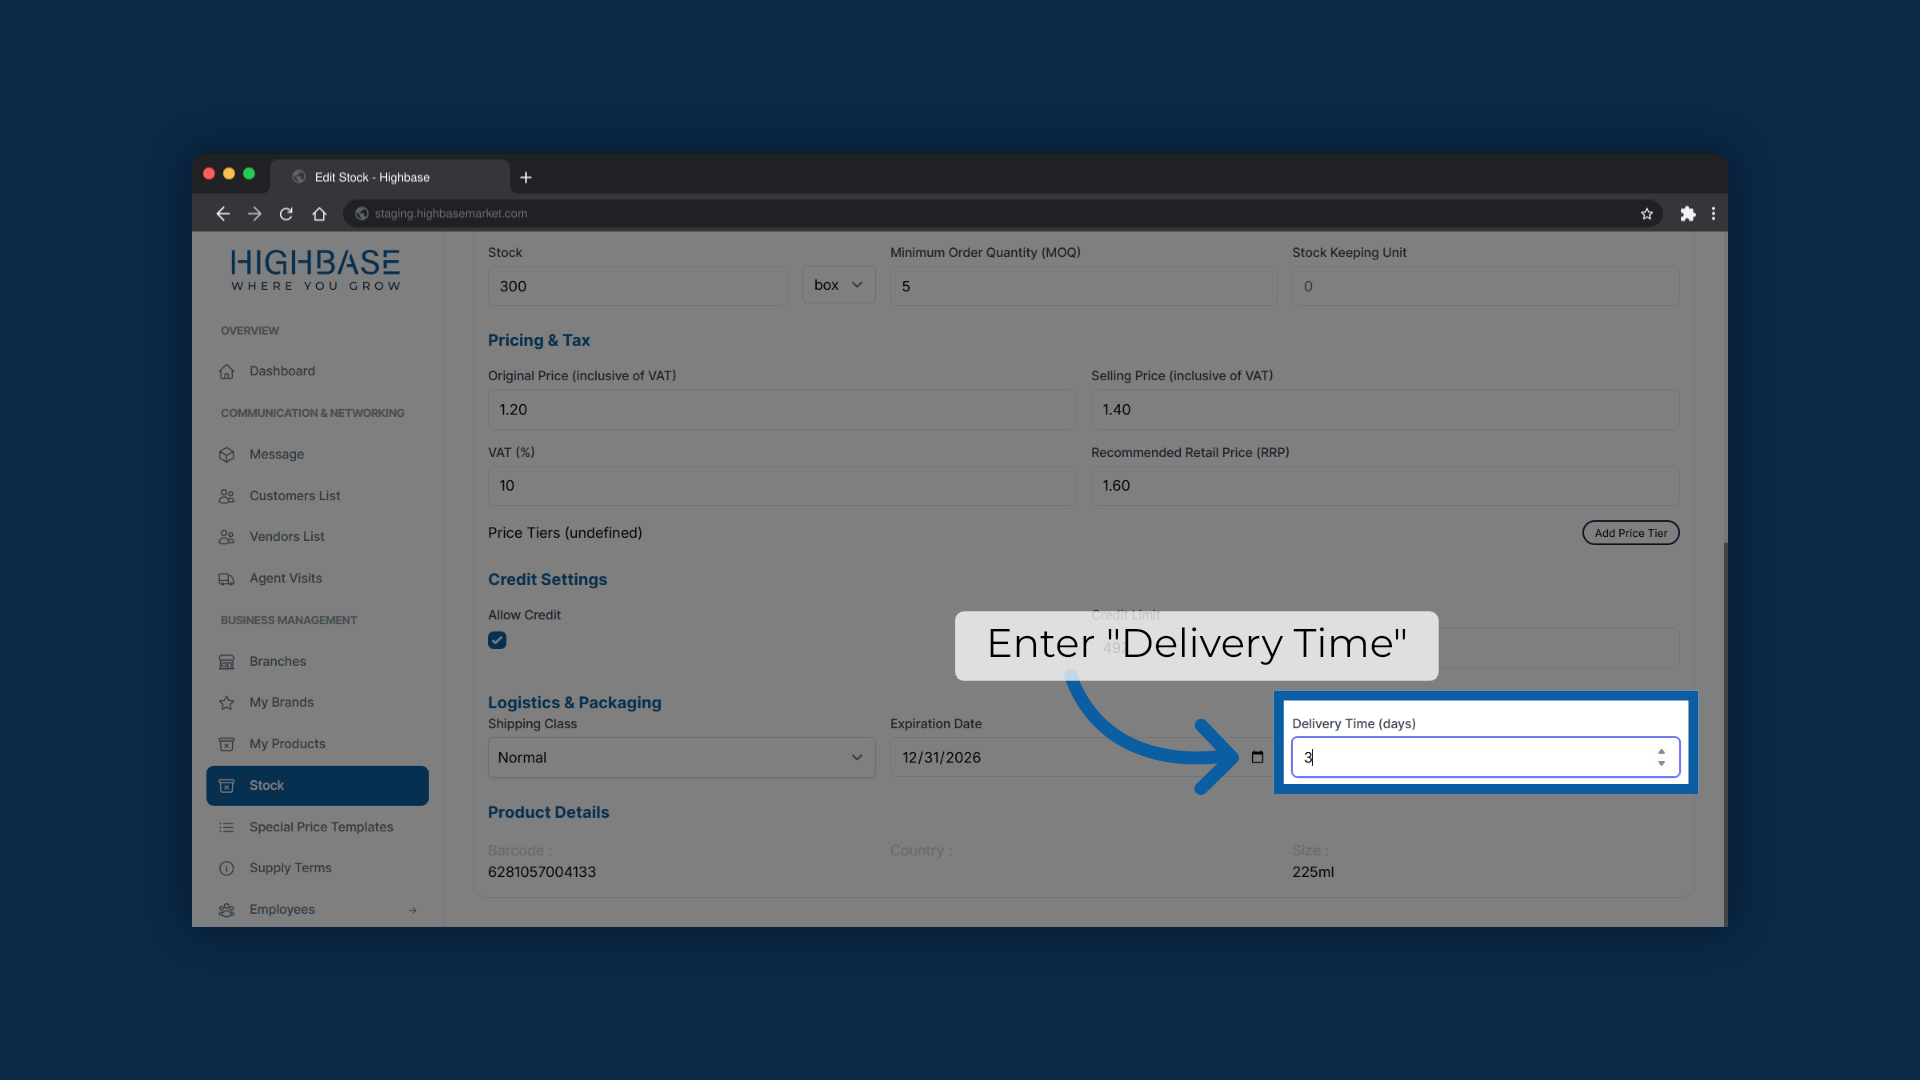 Edit Stock - Highbase
staging.highbasemarket.com
HIGHBASE
WHERE YOU GROW
OVERVIEW
Dashboard
COMMUNICATION & NETWORKING
Message
Customers List
Vendors List
Agent Visits
BUSINESS MANAGEMENT
Branches
My Brands
My Products
Stock
Special Price Templates
Supply Terms
Employees
Stock
Minimum Order Quantity (MOQ)
Stock Keeping Unit
300
box
5
0
Pricing & Tax
Original Price (inclusive of VAT)
Selling Price (inclusive of VAT)
1.20
1.40
VAT (%)
Recommended Retail Price (RRP)
10
1.60
Price Tiers (undefined)
Add Price Tier
Credit Settings
Allow Credit
Credit Limit
Enter "Delivery Time"
Logistics & Packaging
Shipping Class
Expiration Date
Delivery Time (days)
Normal
12/31/2026
3
Product Details
Barcode :
Country :
Size :
6281057004133
225ml